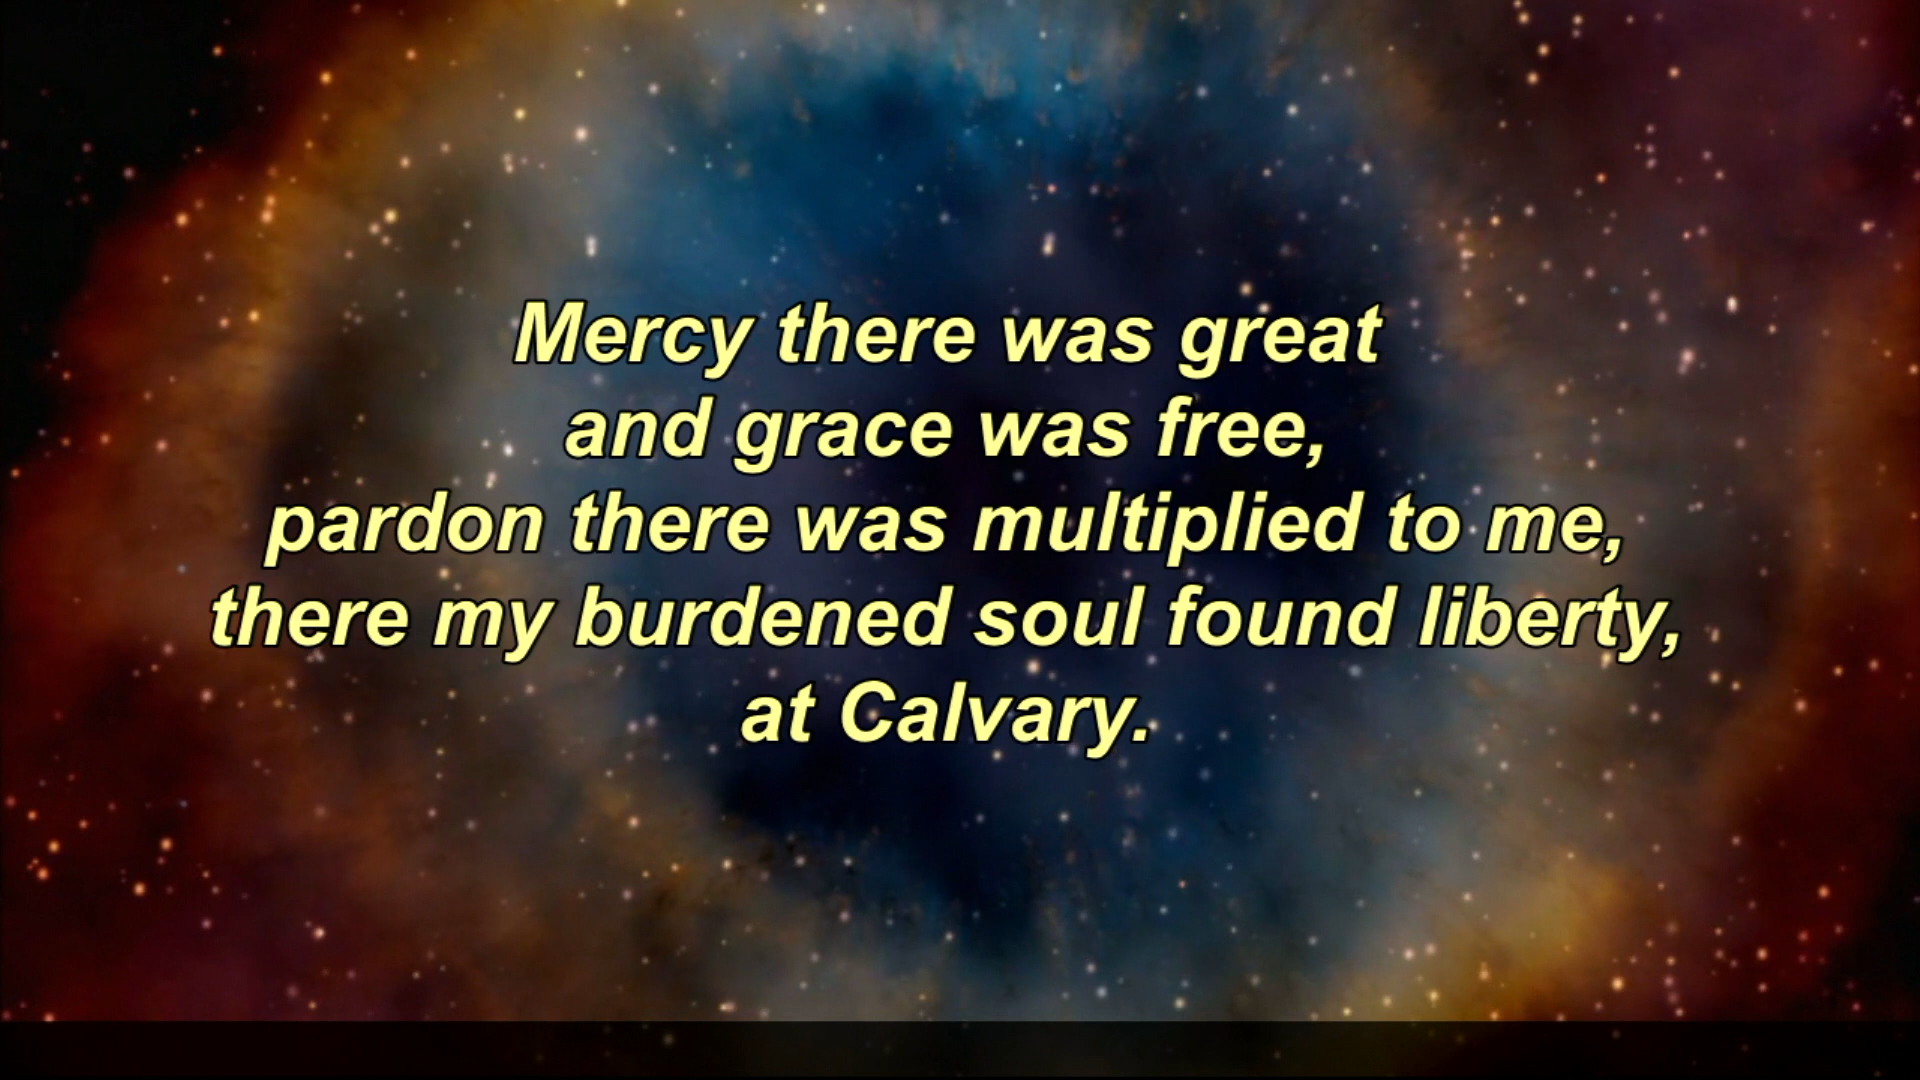 Mercy there was great
and grace was free,
pardon there was multiplied to me,
there my burdened soul found liberty,
at Calvary.